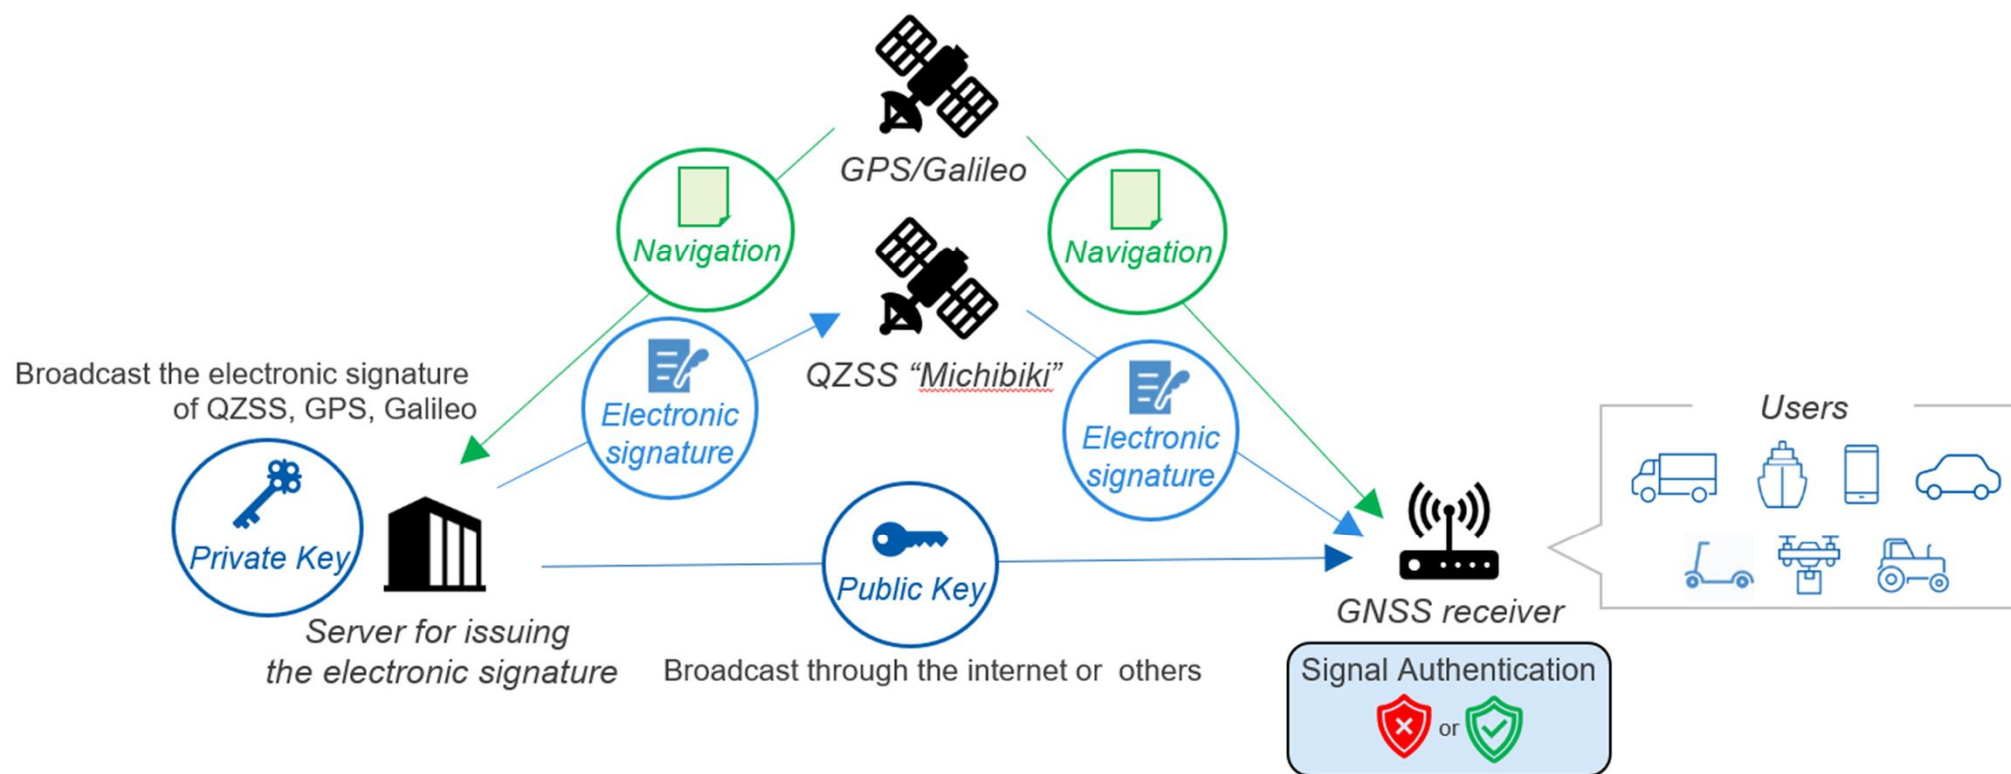 GPS/Galileo
Navigation
Navigation
QZSS “Michibiki”
Broadcast the electronic signature
of QZSS, GPS, Galileo
Electronic
signature
Electronic
signature
Users
Private Key
Public Key
Server for issuing
the electronic signature
Broadcast through the internet or others
GNSS receiver
Signal Authentication
or